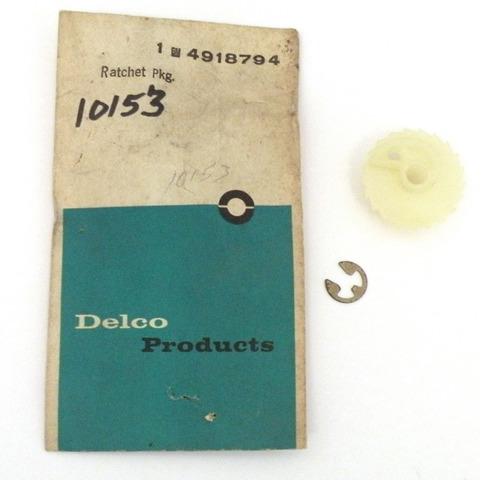 1 4918794
Ratchet Pkg.
10153
10153
Delco
Products